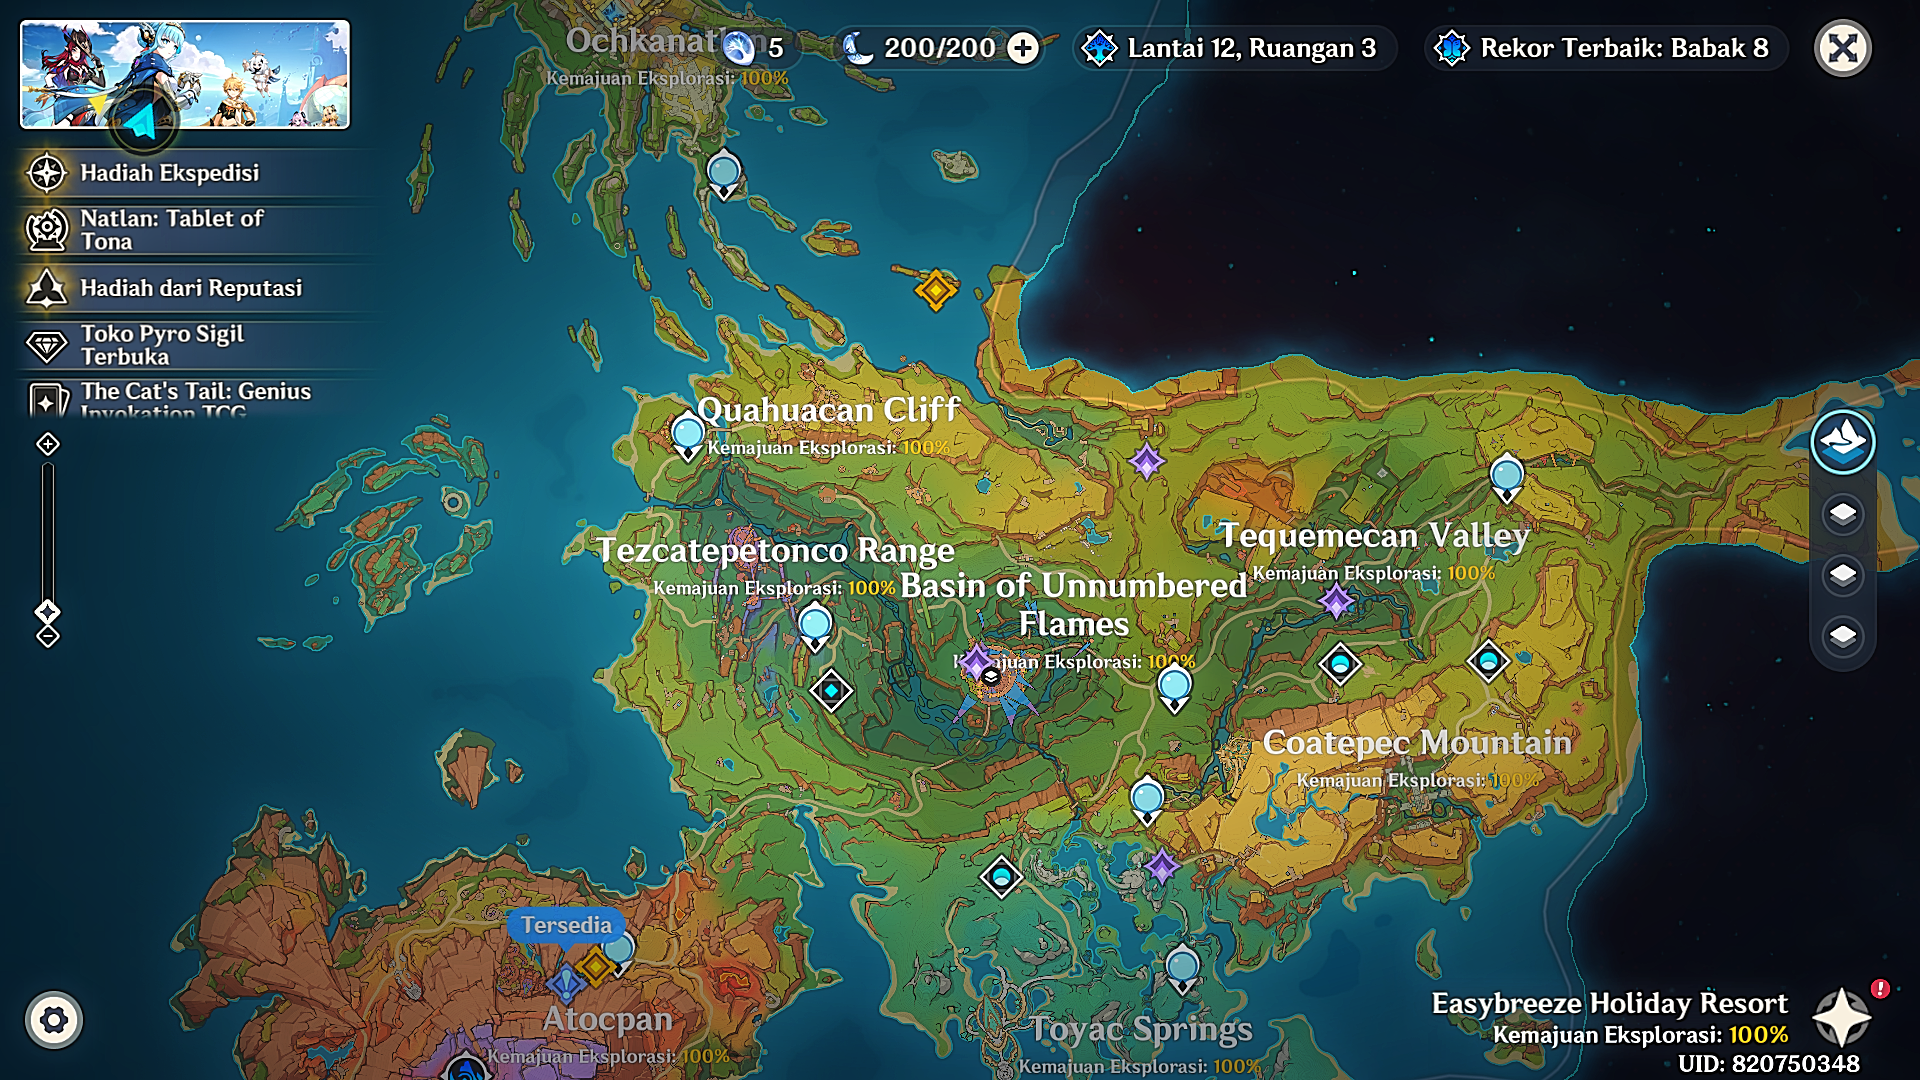 Ochkanatlan
Kemajuan Eksplorasi: 100%
5
200/200
Lantai 12, Ruangan 3
Rekor Terbaik: Babak 8
Hadiah Ekspedisi
Natlan: Tablet of
Tona
Hadiah dari Reputasi
Toko Pyro Sigil
Terbuka
The Cat's Tail: Genius
Invokation TCG
Quahuacan Cliff
Kemajuan Eksplorasi: 100%
Tezcatepetonco Range
Kemajuan Eksplorasi: 100%
Basin of Unnumbered
Flames
Kemajuan Eksplorasi: 100%
Tequemecan Valley
Kemajuan Eksplorasi: 100%
Coatepec Mountain
Kemajuan Eksplorasi: 100%
Tersedia
Atocpan
Kemajuan Eksplorasi: 100%
Toyac Springs
Kemajuan Eksplorasi: 100%
Easybreeze Holiday Resort
Kemajuan Eksplorasi: 100%
UID: 820750348